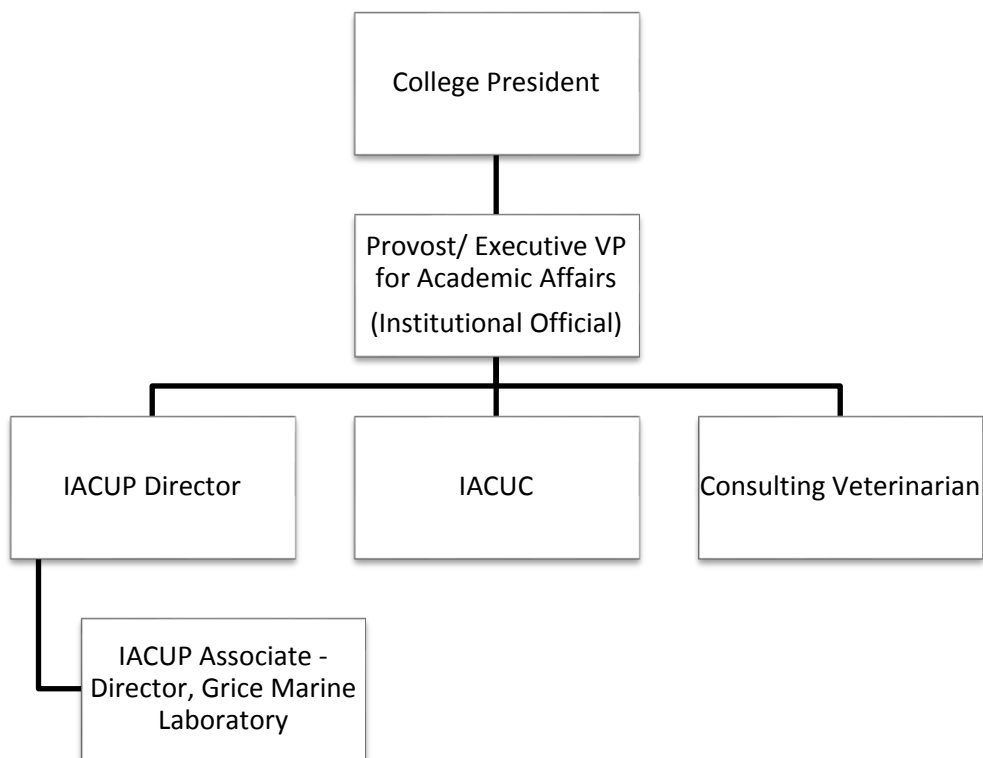 College President
Provost/ Executive VP
for Academic Affairs
(Institutional Official)
IACUP Director
IACUC
Consulting Veterinarian
IACUP Associate -
Director, Grice Marine
Laboratory